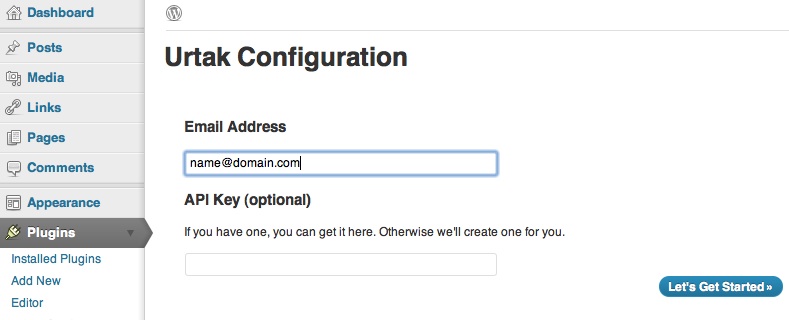 Dashboard
Posts
Media
Links
Pages
Comments
Appearance
Plugins
Installed Plugins
Add New
Editor
Urtak Configuration
Email Address
name@domain.com
API Key (optional)
If you have one, you can get it here. Otherwise we'll create one for you.
Let's Get Started »